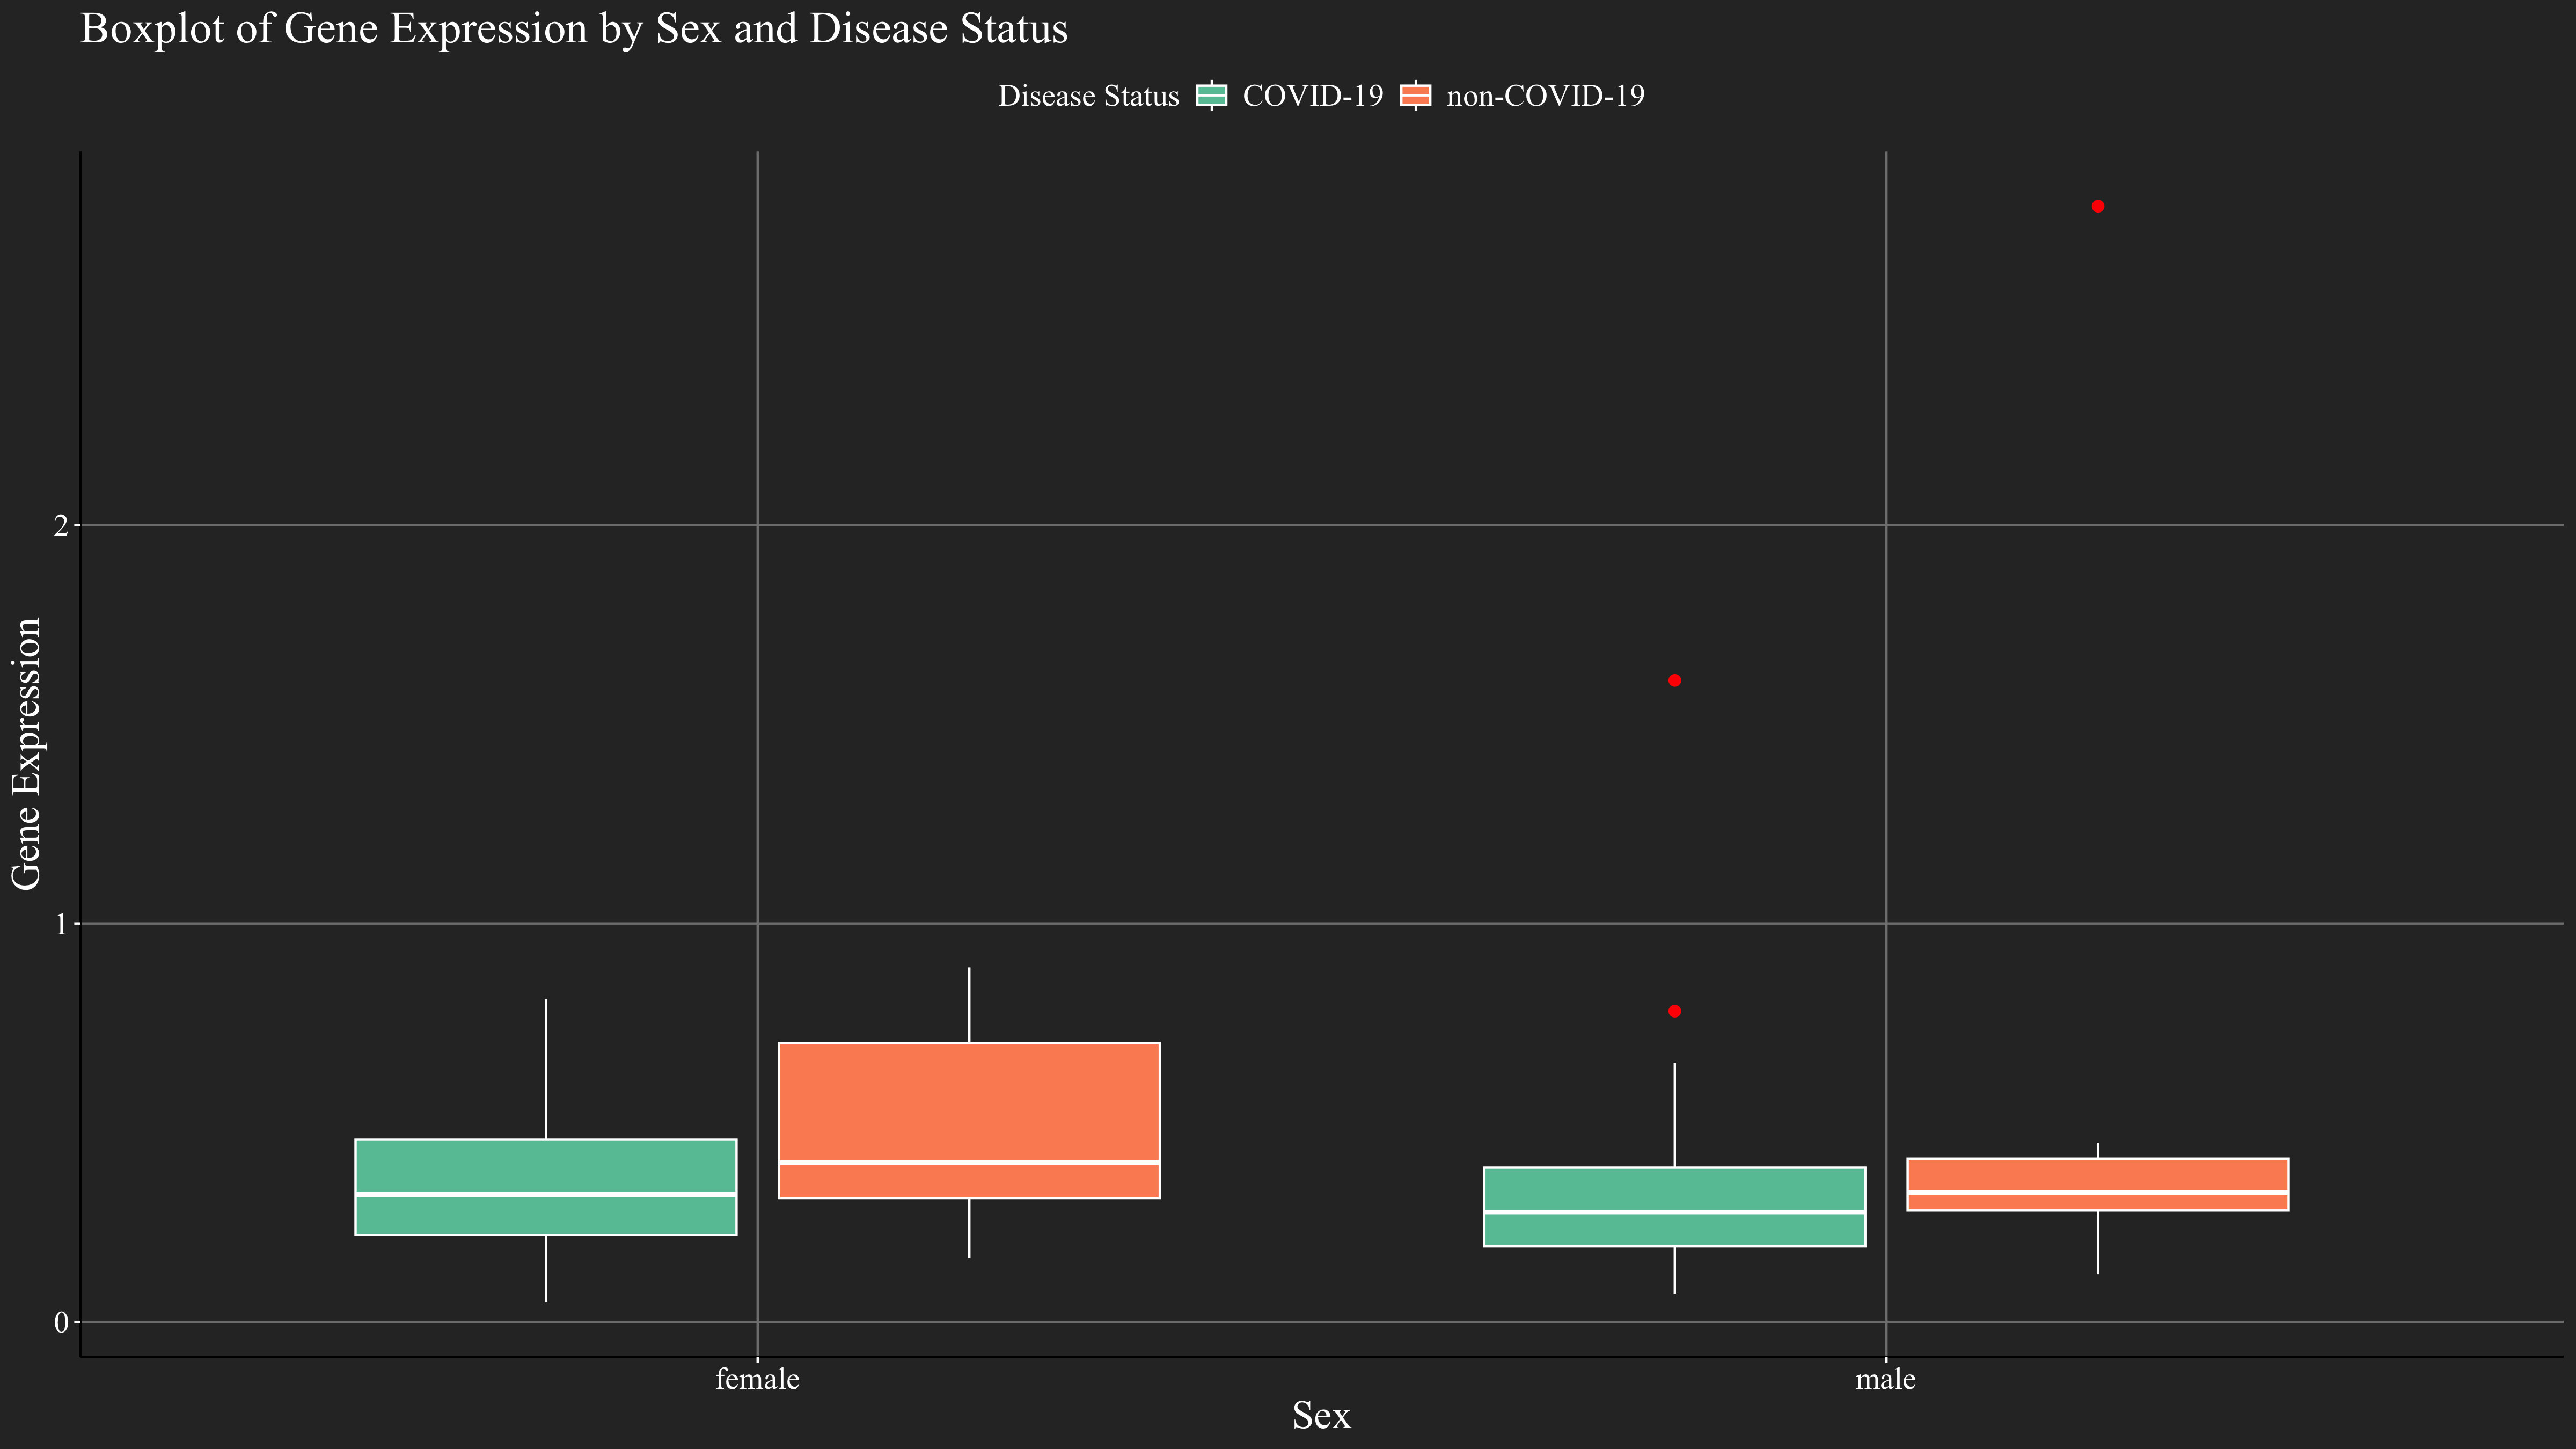 Boxplot of Gene Expression by Sex and Disease Status
Disease Status COVID-19 non-COVID-19
Gene Expression
2
1
0
female male
Sex